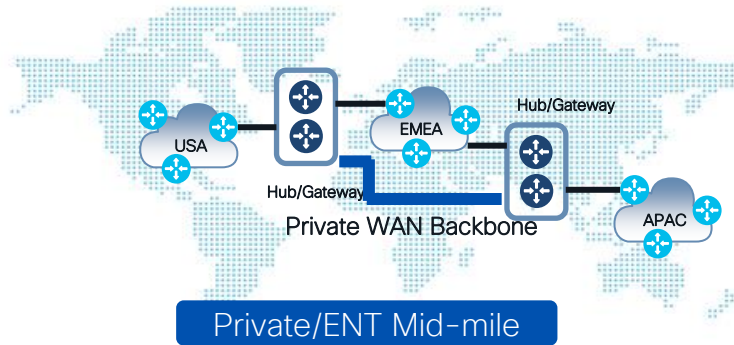 Hub/Gateway
EMEA
USA
Hub/Gateway
APAC
Private WAN Backbone
Private/ENT Mid-mile